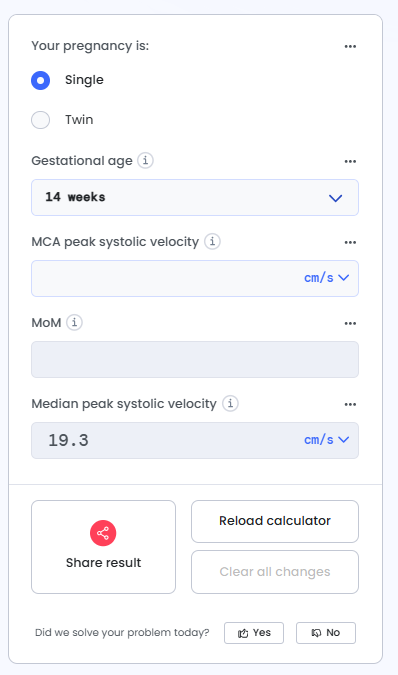 Your pregnancy is:
Single
Twin
Gestational age
14 weeks
MCA peak systolic velocity
cm/s
MoM
Median peak systolic velocity
19.3 cm/s
Share result
Reload calculator
Clear all changes
Did we solve your problem today? Yes No